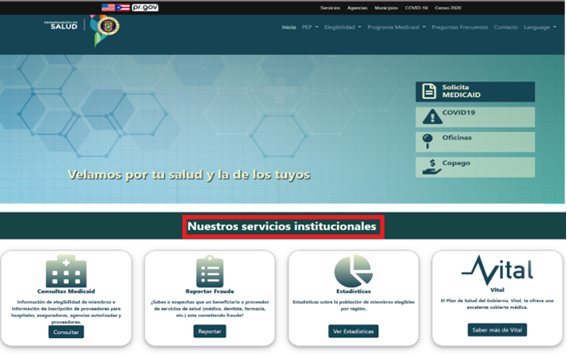 pr.gov
Servicios Agencias Municipios COVID-19 Censo 2020
DEPARTAMENTO DE
SALUD
Inicio PEP Elegibilidad Programa Medicaid Preguntas Frecuentes Contacto Language
Solicita
MEDICAID
COVID19
Oficinas
Copago
Velamos por tu salud y la de los tuyos
Nuestros servicios institucionales
Consultas Medicaid
Información de elegibilidad de miembros e
información de inscripción de proveedores para
hospitales, aseguradoras, agencias autorizadas y
proveedores.
Consultar
Reportar Fraude
¿Sabes o sospechas que un beneficiario o proveedor
de servicios de salud (médico, dentista, farmacia,
etc.) este cometiendo fraude?
Reportar
Estadísticas
Estadísticas sobre la población de miembros elegibles
por región.
Ver Estadísticas
Vital
Vital
El Plan de Salud del Gobierno, Vital, te ofrece una
excelente cubierta médica.
Saber más de Vital